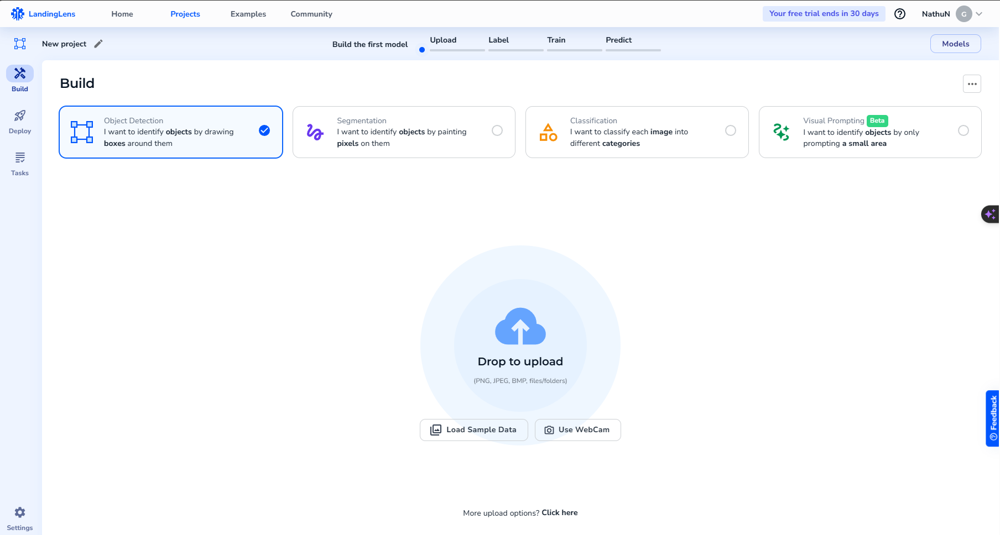 LandingLens
Home
Projects
Examples
Community
Your free trial ends in 30 days
NathuN
G
New project
Build the first model
Upload
Label
Train
Predict
Models
Build
Deploy
Tasks
Settings
Build
Object Detection
I want to identify objects by drawing
boxes around them
Segmentation
I want to identify objects by painting
pixels on them
Classification
I want to classify each image into
different categories
Visual Prompting Beta
I want to identify objects by only
prompting a small area
Drop to upload
(PNG, JPEG, BMP, files/folders)
Load Sample Data
Use WebCam
More upload options? Click here
Feedback